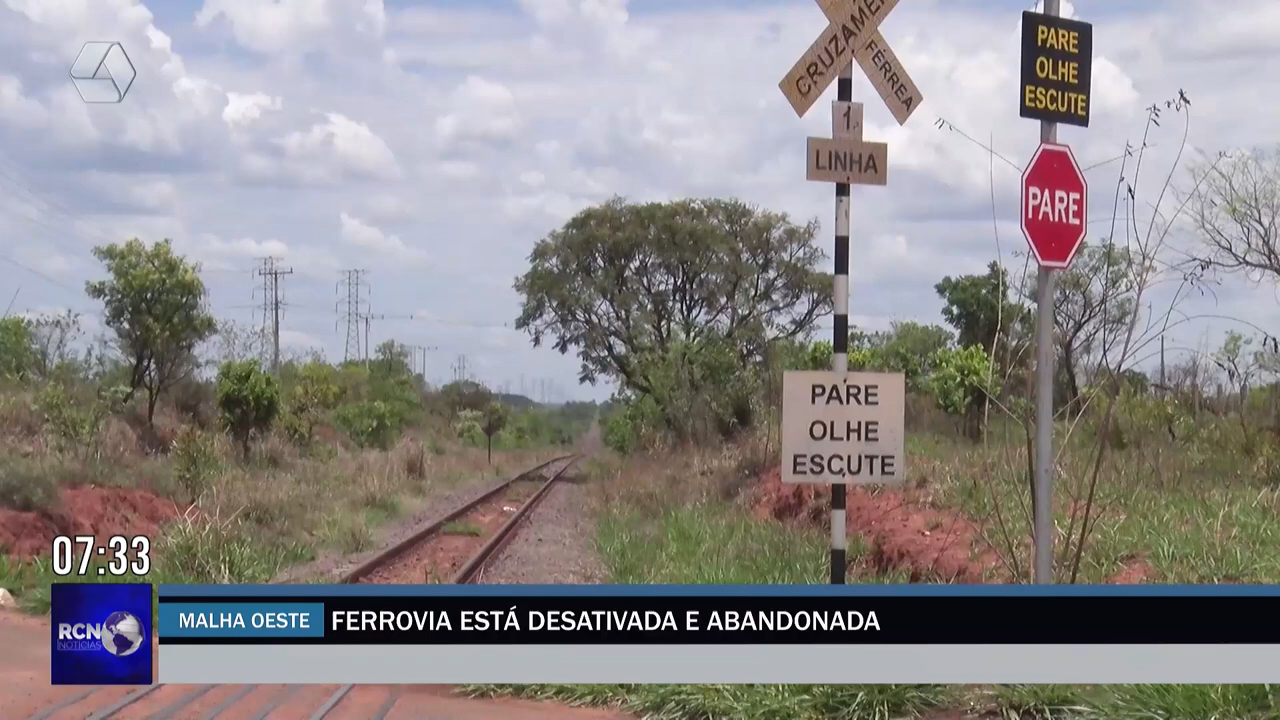 CRUZAMEN
FÉRREA
1
LINHA
PARE
OLHE
ESCUTE
PARE
OLHE
ESCUTE
PARE
07:33
RCN
NOTÍCIAS
MALHA OESTE
FERROVIA ESTÁ DESATIVADA E ABANDONADA